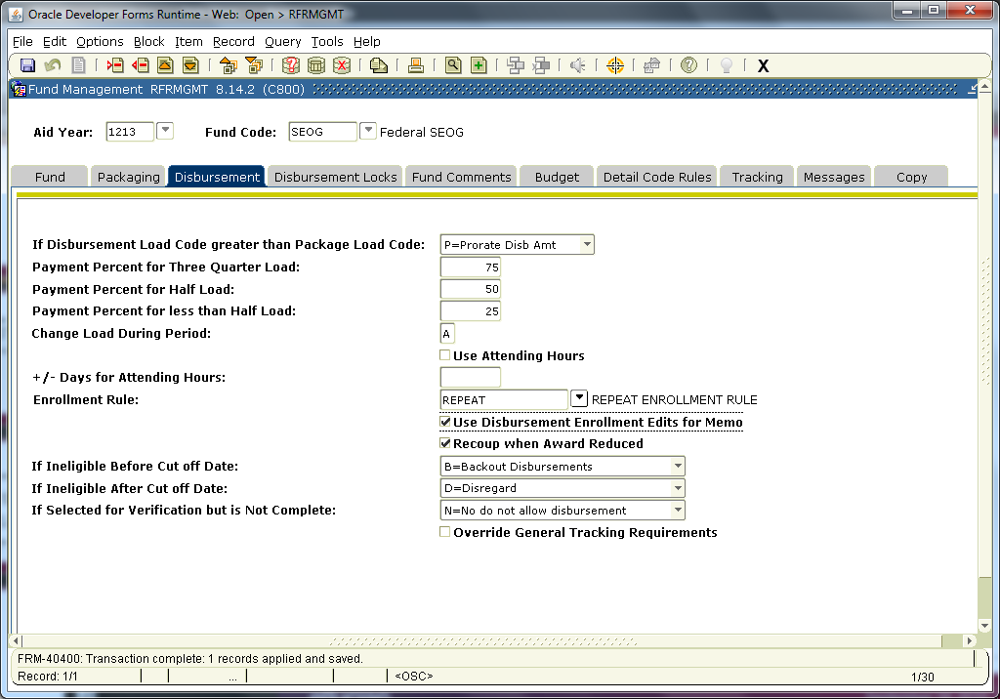 Oracle Developer Forms Runtime - Web: Open > RFRMGMT
File Edit Options Block Item Record Query Tools Help
X
Fund Management RFRMGMT 8.14.2 (C800)
Aid Year: 1213 Fund Code: SEOG Federal SEOG
Fund Packaging Disbursement Disbursement Locks Fund Comments Budget Detail Code Rules Tracking Messages Copy
If Disbursement Load Code greater than Package Load Code: P=Prorate Disb Amt
Payment Percent for Three Quarter Load: 75
Payment Percent for Half Load: 50
Payment Percent for less than Half Load: 25
Change Load During Period: A
Use Attending Hours
+/- Days for Attending Hours:
Enrollment Rule: REPEAT REPEAT ENROLLMENT RULE
Use Disbursement Enrollment Edits for Memo
Recoup when Award Reduced
If Ineligible Before Cut off Date: B=Backout Disbursements
If Ineligible After Cut off Date: D=Disregard
If Selected for Verification but is Not Complete: N=No do not allow disbursement
Override General Tracking Requirements
FRM-40400: Transaction complete: 1 records applied and saved.
Record: 1/1 ... <OSC> 1/30